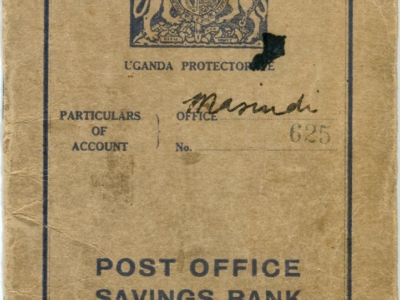 UGANDA PROTECTORATE
PARTICULARS OF ACCOUNT
OFFICE Masindi
No. 625
POST OFFICE
SAVINGS BANK